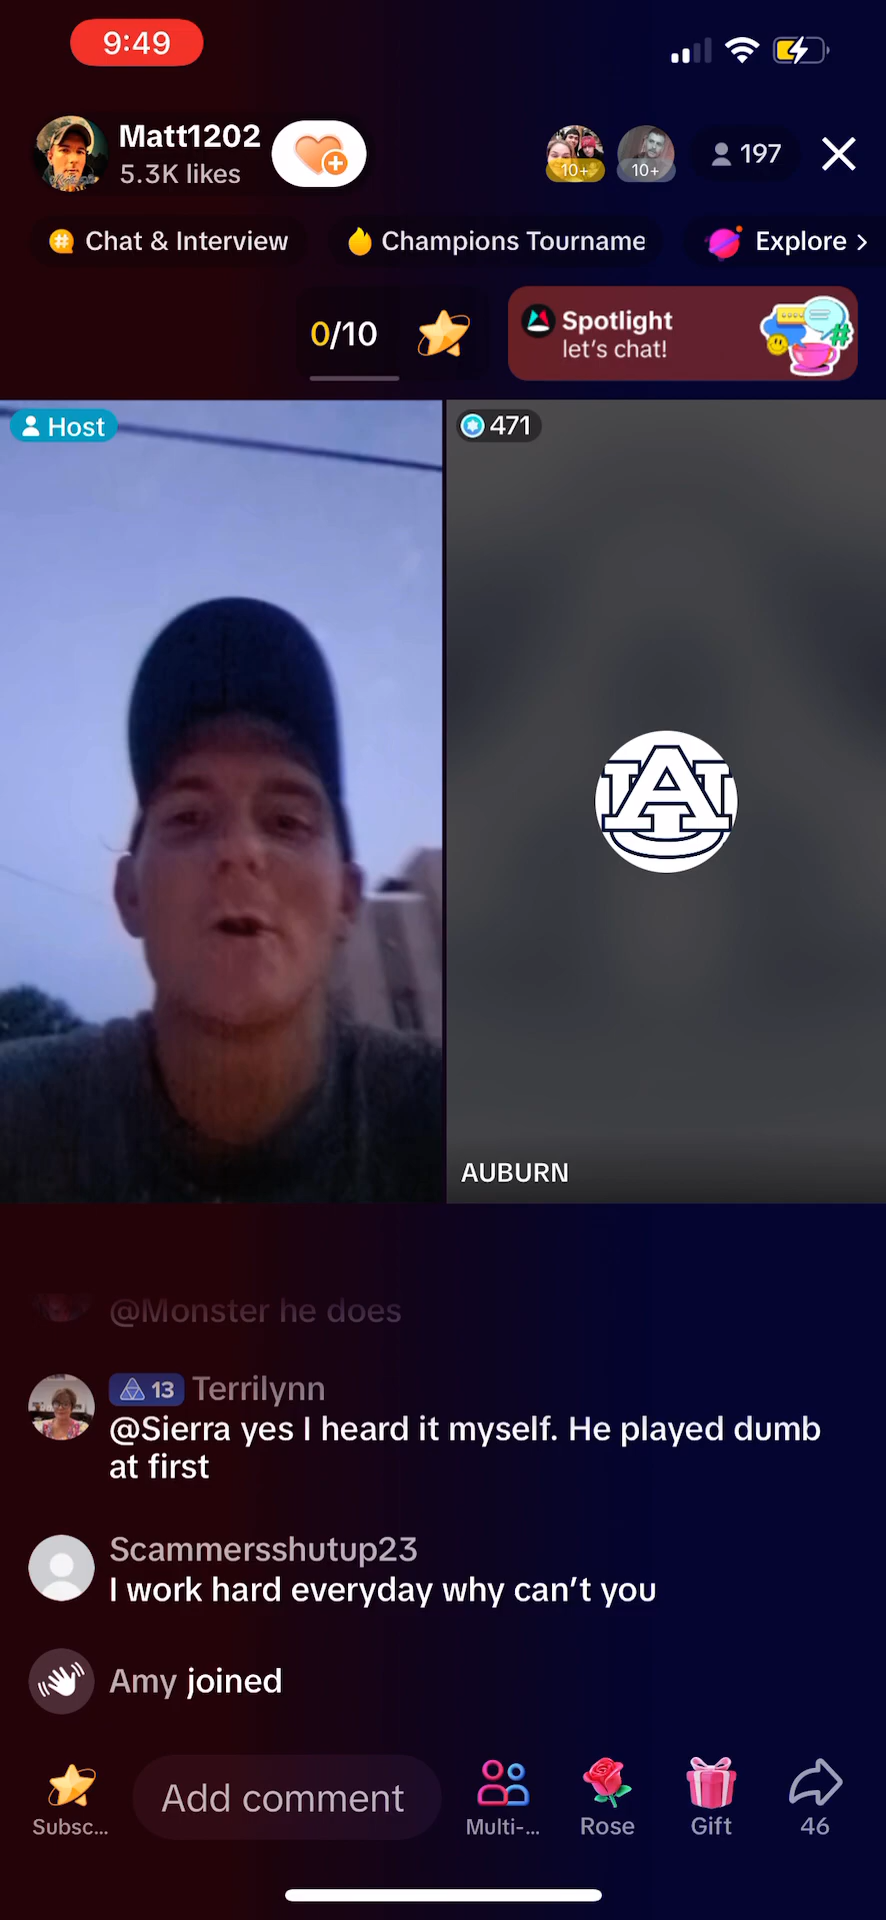 9:49
Matt1202
5.3K likes
10+
10+
197
Chat & Interview
Champions Tourname
Explore >
0/10
Spotlight
let's chat!
#
Host
471
AU
AUBURN
@Monster he does
13 Terrilynn
@Sierra yes I heard it myself. He played dumb
at first
Scammersshutup23
I work hard everyday why can't you
Amy joined
Subsc...
Add comment
Multi-...
Rose
Gift
46